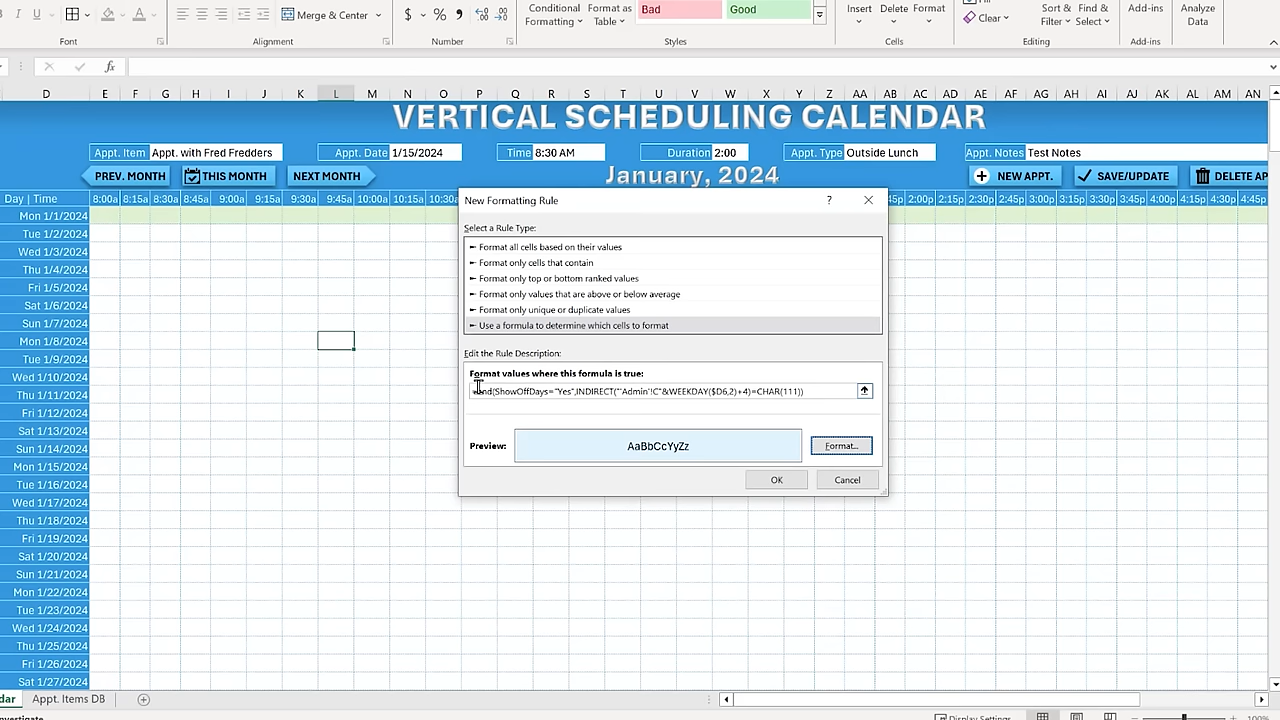 I U $ % , .00
Merge & Center
Conditional Formatting
Format as Table
Bad Good
Insert Delete Format
Clear
Sort & Filter Find & Select
Add-ins Analyze Data
Font Alignment Number Styles Cells Editing Add-ins
fx
D E F G H I J K L M N O P Q R S T U V W X Y Z AA AB AC AD AE AF AG AH AI AJ AK AL AM AN
VERTICAL SCHEDULING CALENDAR
Appt. Item Appt. with Fred Fredders Appt. Date 1/15/2024 Time 8:30 AM Duration 2:00 Appt. Type Outside Lunch Appt. Notes Test Notes
PREV. MONTH THIS MONTH NEXT MONTH January, 2024 NEW APPT. SAVE/UPDATE DELETE AP
Day | Time 8:00a 8:15a 8:30a 8:45a 9:00a 9:15a 9:30a 9:45a 10:00a 10:15a 10:30a 45p 2:00p 2:15p 2:30p 2:45p 3:00p 3:15p 3:30p 3:45p 4:00p 4:15p 4:30p 4:45p
Mon 1/1/2024
Tue 1/2/2024
Wed 1/3/2024
Thu 1/4/2024
Fri 1/5/2024
Sat 1/6/2024
Sun 1/7/2024
Mon 1/8/2024
Tue 1/9/2024
Wed 1/10/2024
Thu 1/11/2024
Fri 1/12/2024
Sat 1/13/2024
Sun 1/14/2024
Mon 1/15/2024
Tue 1/16/2024
Wed 1/17/2024
Thu 1/18/2024
Fri 1/19/2024
Sat 1/20/2024
Sun 1/21/2024
Mon 1/22/2024
Tue 1/23/2024
Wed 1/24/2024
Thu 1/25/2024
Fri 1/26/2024
Sat 1/27/2024
New Formatting Rule ?
Select a Rule Type:
► Format all cells based on their values
► Format only cells that contain
► Format only top or bottom ranked values
► Format only values that are above or below average
► Format only unique or duplicate values
► Use a formula to determine which cells to format
Edit the Rule Description:
Format values where this formula is true:
nd(ShowOffDays="Yes",INDIRECT("'Admin'!C"&WEEKDAY($D6,2)+4)=CHAR(111))
Preview: AaBbCcYyZz Format...
OK Cancel
dar Appt. Items DB
vestigate Display Settings 100%